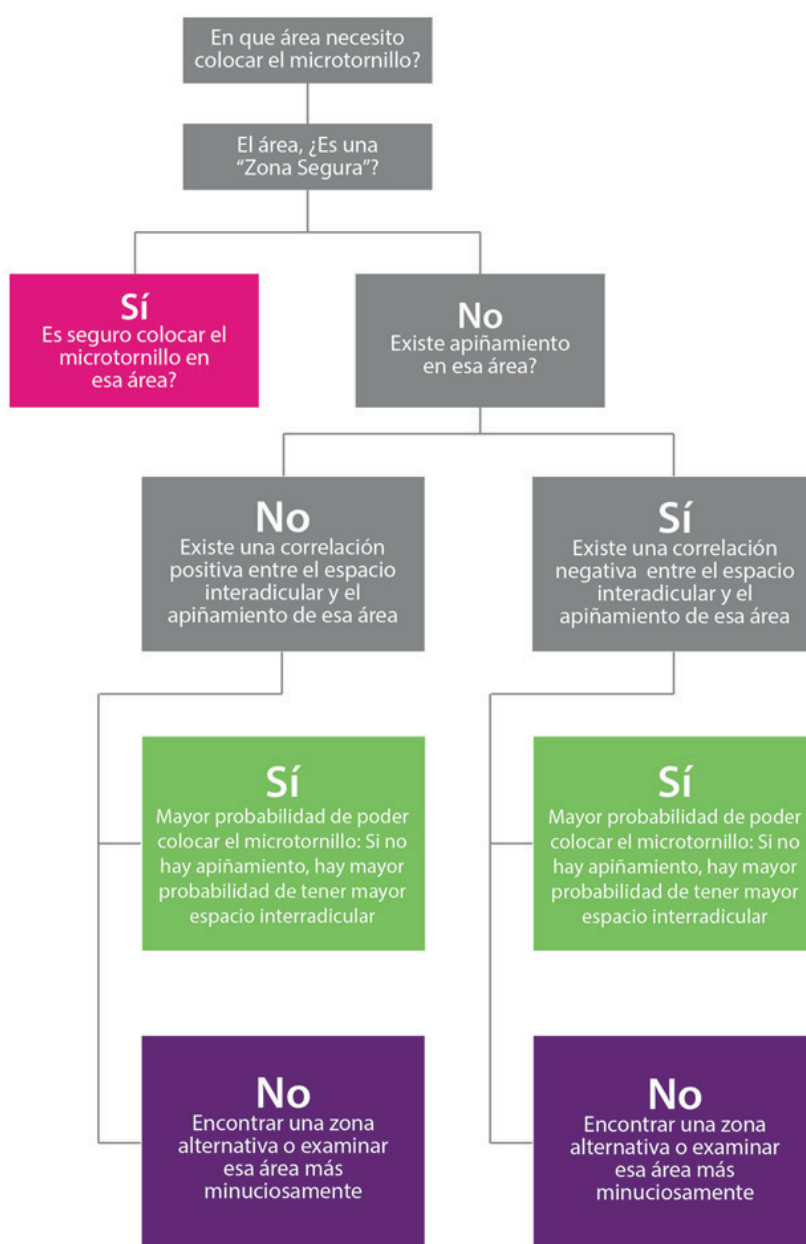 En que área necesito
colocar el microtornillo?
El área, ¿Es una
“Zona Segura”?
Sí
Es seguro colocar el
microtornillo en
esa área?
No
Existe apiñamiento
en esa área?
No
Existe una correlación
positiva entre el espacio
interadicular y el
apiñamiento de esa área
Sí
Existe una correlación
negativa entre el espacio
interadicular y el
apiñamiento de esa área
Sí
Mayor probabilidad de poder
colocar el microtornillo: Si no
hay apiñamiento, hay mayor
probabilidad de tener mayor
espacio interradicular
Sí
Mayor probabilidad de poder
colocar el microtornillo: Si no
hay apiñamiento, hay mayor
probabilidad de tener mayor
espacio interradicular
No
Encontrar una zona
alternativa o examinar
esa área más
minuciosamente
No
Encontrar una zona
alternativa o examinar
esa área más
minuciosamente